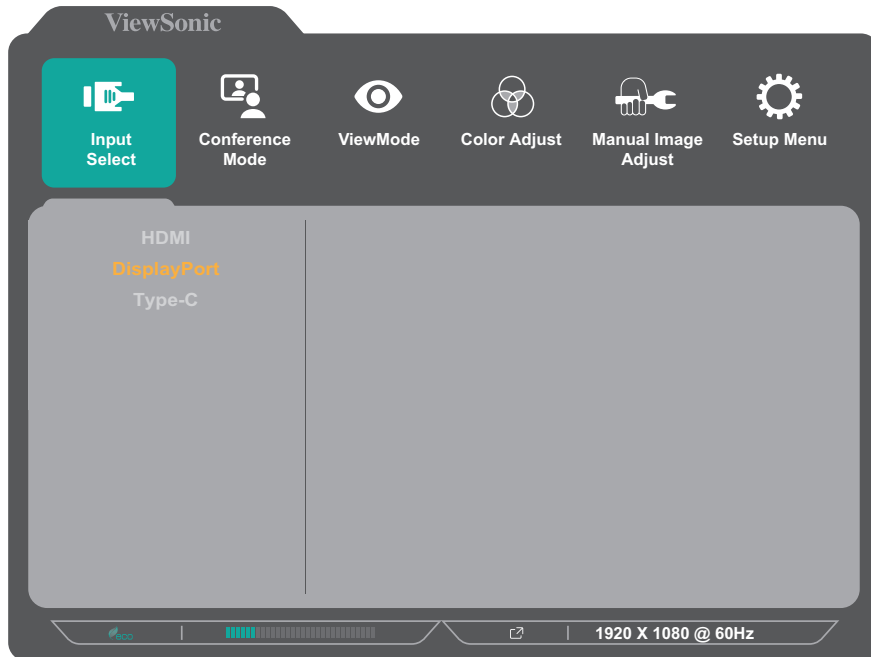 ViewSonic
Input
Select
Conference
Mode
ViewMode
Color Adjust
Manual Image
Adjust
Setup Menu
HDMI
DisplayPort
Type-C
eco
1920 X 1080 @ 60Hz